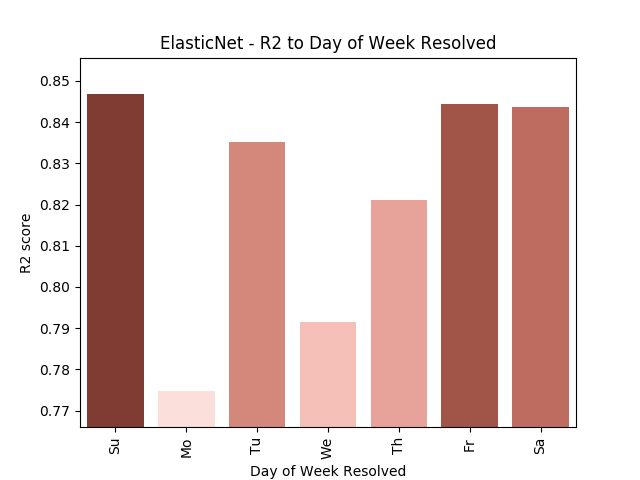 ElasticNet - R2 to Day of Week Resolved
0.85
0.84
0.83
0.82
0.81
0.80
0.79
0.78
0.77
R2 score
Su
Mo
Tu
We
Th
Fr
Sa
Day of Week Resolved